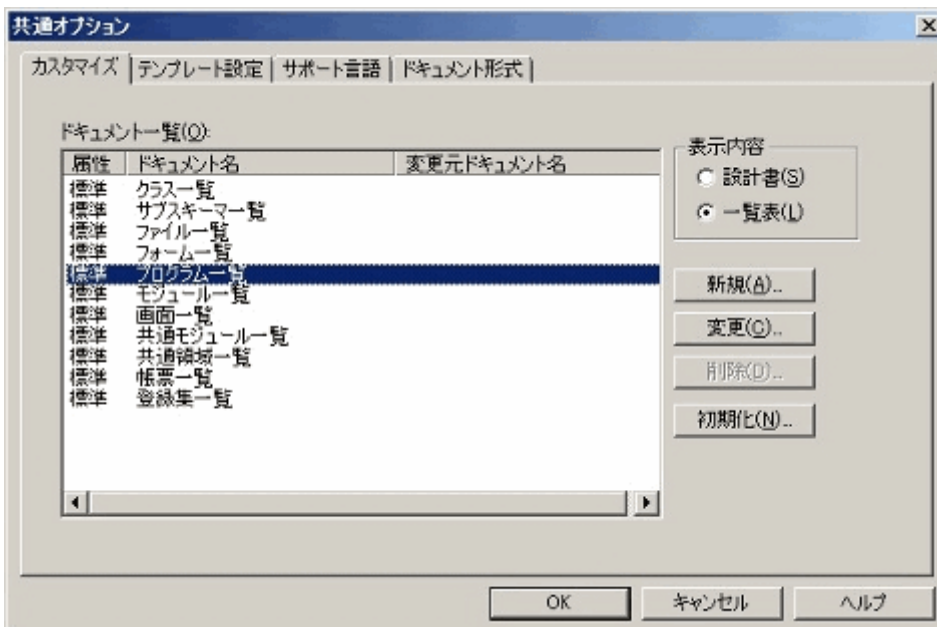 共通オプション
カスタマイズ テンプレート設定 サポート言語 ドキュメント形式
ドキュメント一覧(O):
属性 ドキュメント名 変更元ドキュメント名
標準 クラス一覧
標準 サブスキーマ一覧
標準 ファイル一覧
標準 フォーム一覧
標準 プログラム一覧
標準 モジュール一覧
標準 画面一覧
標準 共通モジュール一覧
標準 共通領域一覧
標準 帳票一覧
標準 登録集一覧
表示内容
設計書(S)
一覧表(L)
新規(A)...
変更(C)...
削除(D)...
初期化(N)...
OK キャンセル ヘルプ